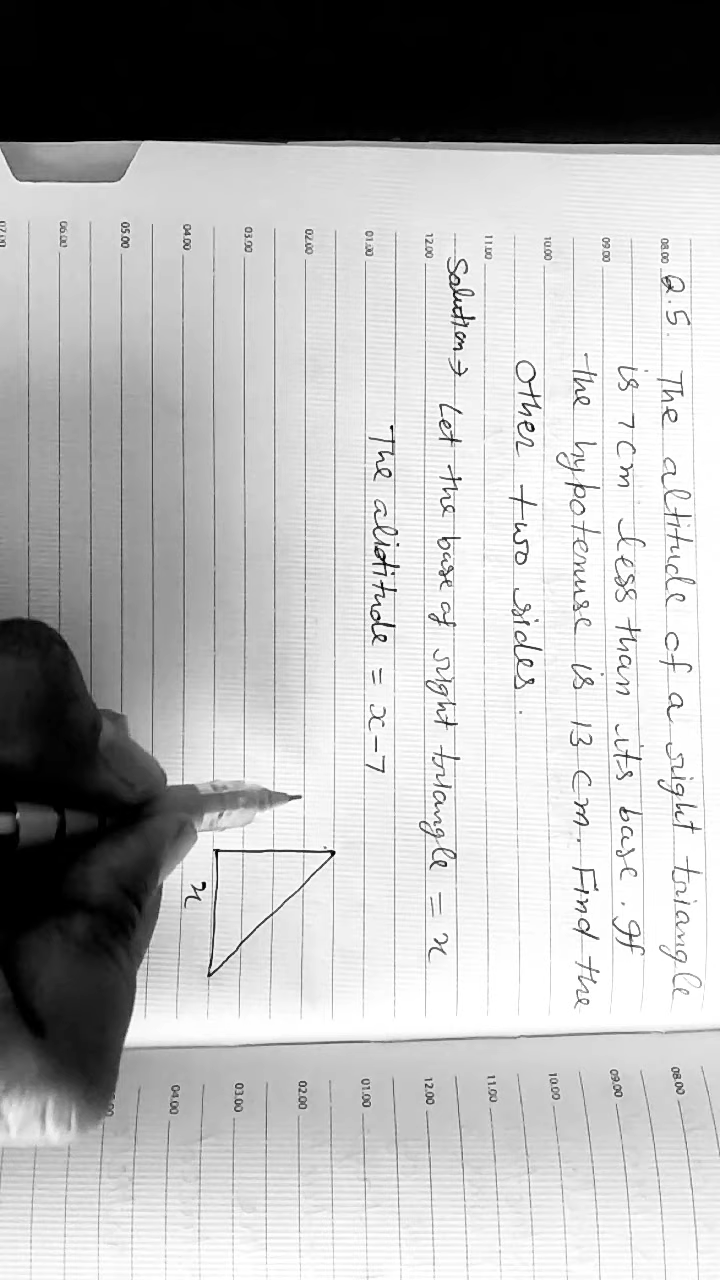 08.00 Q.5. The altitude of a right triangle
is 7cm less than its base. If
09.00
the hypotenuse is 13 cm. Find the
10.00
other two sides.
11.00
Solution → Let the base of right triangle = x
12.00
The aliditude = x-7
01.00
02.00
03.00
04.00
05.00
06.00
07.00
x
08.00
09.00
10.00
11.00
12.00
01.00
02.00
03.00
04.00